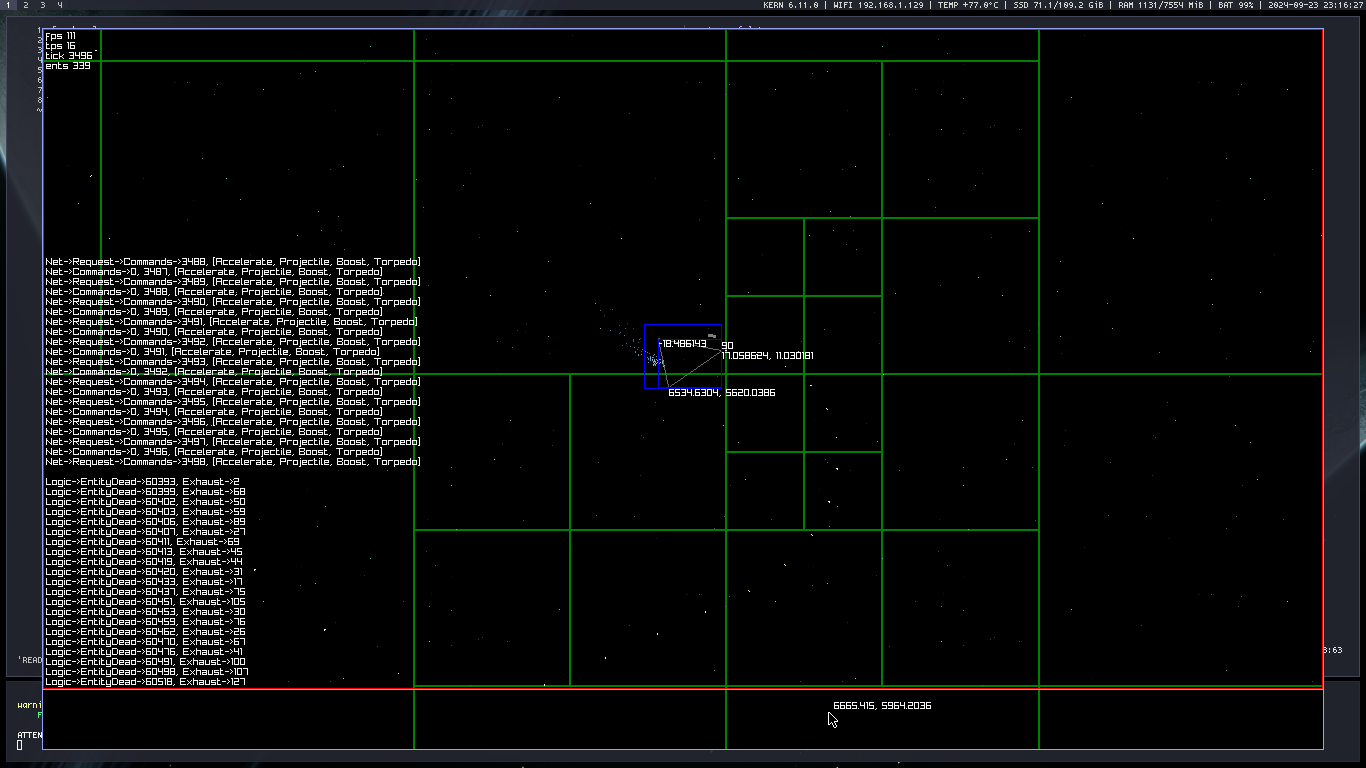 1 2 3 4
KERN 6.11.0 | WIFI 192.168.1.129 | TEMP +77.0°C | SSD 71.1/109.2 GiB | RAM 1131/7554 MiB | BAT 99% | 2024-09-23 23:16:27
fps 111
tps 16
tick 3496
ents 339
Net->Request->Commands->3488, [Accelerate, Projectile, Boost, Torpedo]
Net->Commands->0, 3487, [Accelerate, Projectile, Boost, Torpedo]
Net->Request->Commands->3489, [Accelerate, Projectile, Boost, Torpedo]
Net->Commands->0, 3488, [Accelerate, Projectile, Boost, Torpedo]
Net->Request->Commands->3490, [Accelerate, Projectile, Boost, Torpedo]
Net->Commands->0, 3489, [Accelerate, Projectile, Boost, Torpedo]
Net->Request->Commands->3491, [Accelerate, Projectile, Boost, Torpedo]
Net->Commands->0, 3490, [Accelerate, Projectile, Boost, Torpedo]
Net->Request->Commands->3492, [Accelerate, Projectile, Boost, Torpedo]
Net->Commands->0, 3491, [Accelerate, Projectile, Boost, Torpedo]
Net->Request->Commands->3493, [Accelerate, Projectile, Boost, Torpedo]
Net->Commands->0, 3492, [Accelerate, Projectile, Boost, Torpedo]
Net->Request->Commands->3494, [Accelerate, Projectile, Boost, Torpedo]
Net->Commands->0, 3493, [Accelerate, Projectile, Boost, Torpedo]
Net->Request->Commands->3495, [Accelerate, Projectile, Boost, Torpedo]
Net->Commands->0, 3494, [Accelerate, Projectile, Boost, Torpedo]
Net->Request->Commands->3496, [Accelerate, Projectile, Boost, Torpedo]
Net->Commands->0, 3495, [Accelerate, Projectile, Boost, Torpedo]
Net->Request->Commands->3497, [Accelerate, Projectile, Boost, Torpedo]
Net->Commands->0, 3496, [Accelerate, Projectile, Boost, Torpedo]
Net->Request->Commands->3498, [Accelerate, Projectile, Boost, Torpedo]
-18.486143
90
17.058624, 11.030181
6534.6304, 5620.0386
Logic->EntityDead->60393, Exhaust->2
Logic->EntityDead->60399, Exhaust->68
Logic->EntityDead->60402, Exhaust->50
Logic->EntityDead->60403, Exhaust->59
Logic->EntityDead->60406, Exhaust->89
Logic->EntityDead->60407, Exhaust->27
Logic->EntityDead->60411, Exhaust->69
Logic->EntityDead->60413, Exhaust->45
Logic->EntityDead->60419, Exhaust->44
Logic->EntityDead->60420, Exhaust->31
Logic->EntityDead->60433, Exhaust->17
Logic->EntityDead->60437, Exhaust->75
Logic->EntityDead->60451, Exhaust->105
Logic->EntityDead->60453, Exhaust->30
Logic->EntityDead->60459, Exhaust->76
Logic->EntityDead->60462, Exhaust->26
Logic->EntityDead->60470, Exhaust->67
Logic->EntityDead->60476, Exhaust->41
Logic->EntityDead->60491, Exhaust->100
Logic->EntityDead->60498, Exhaust->107
Logic->EntityDead->60518, Exhaust->127
'READ
8:63
warni
F
ATTEN
6665.415, 5964.2036